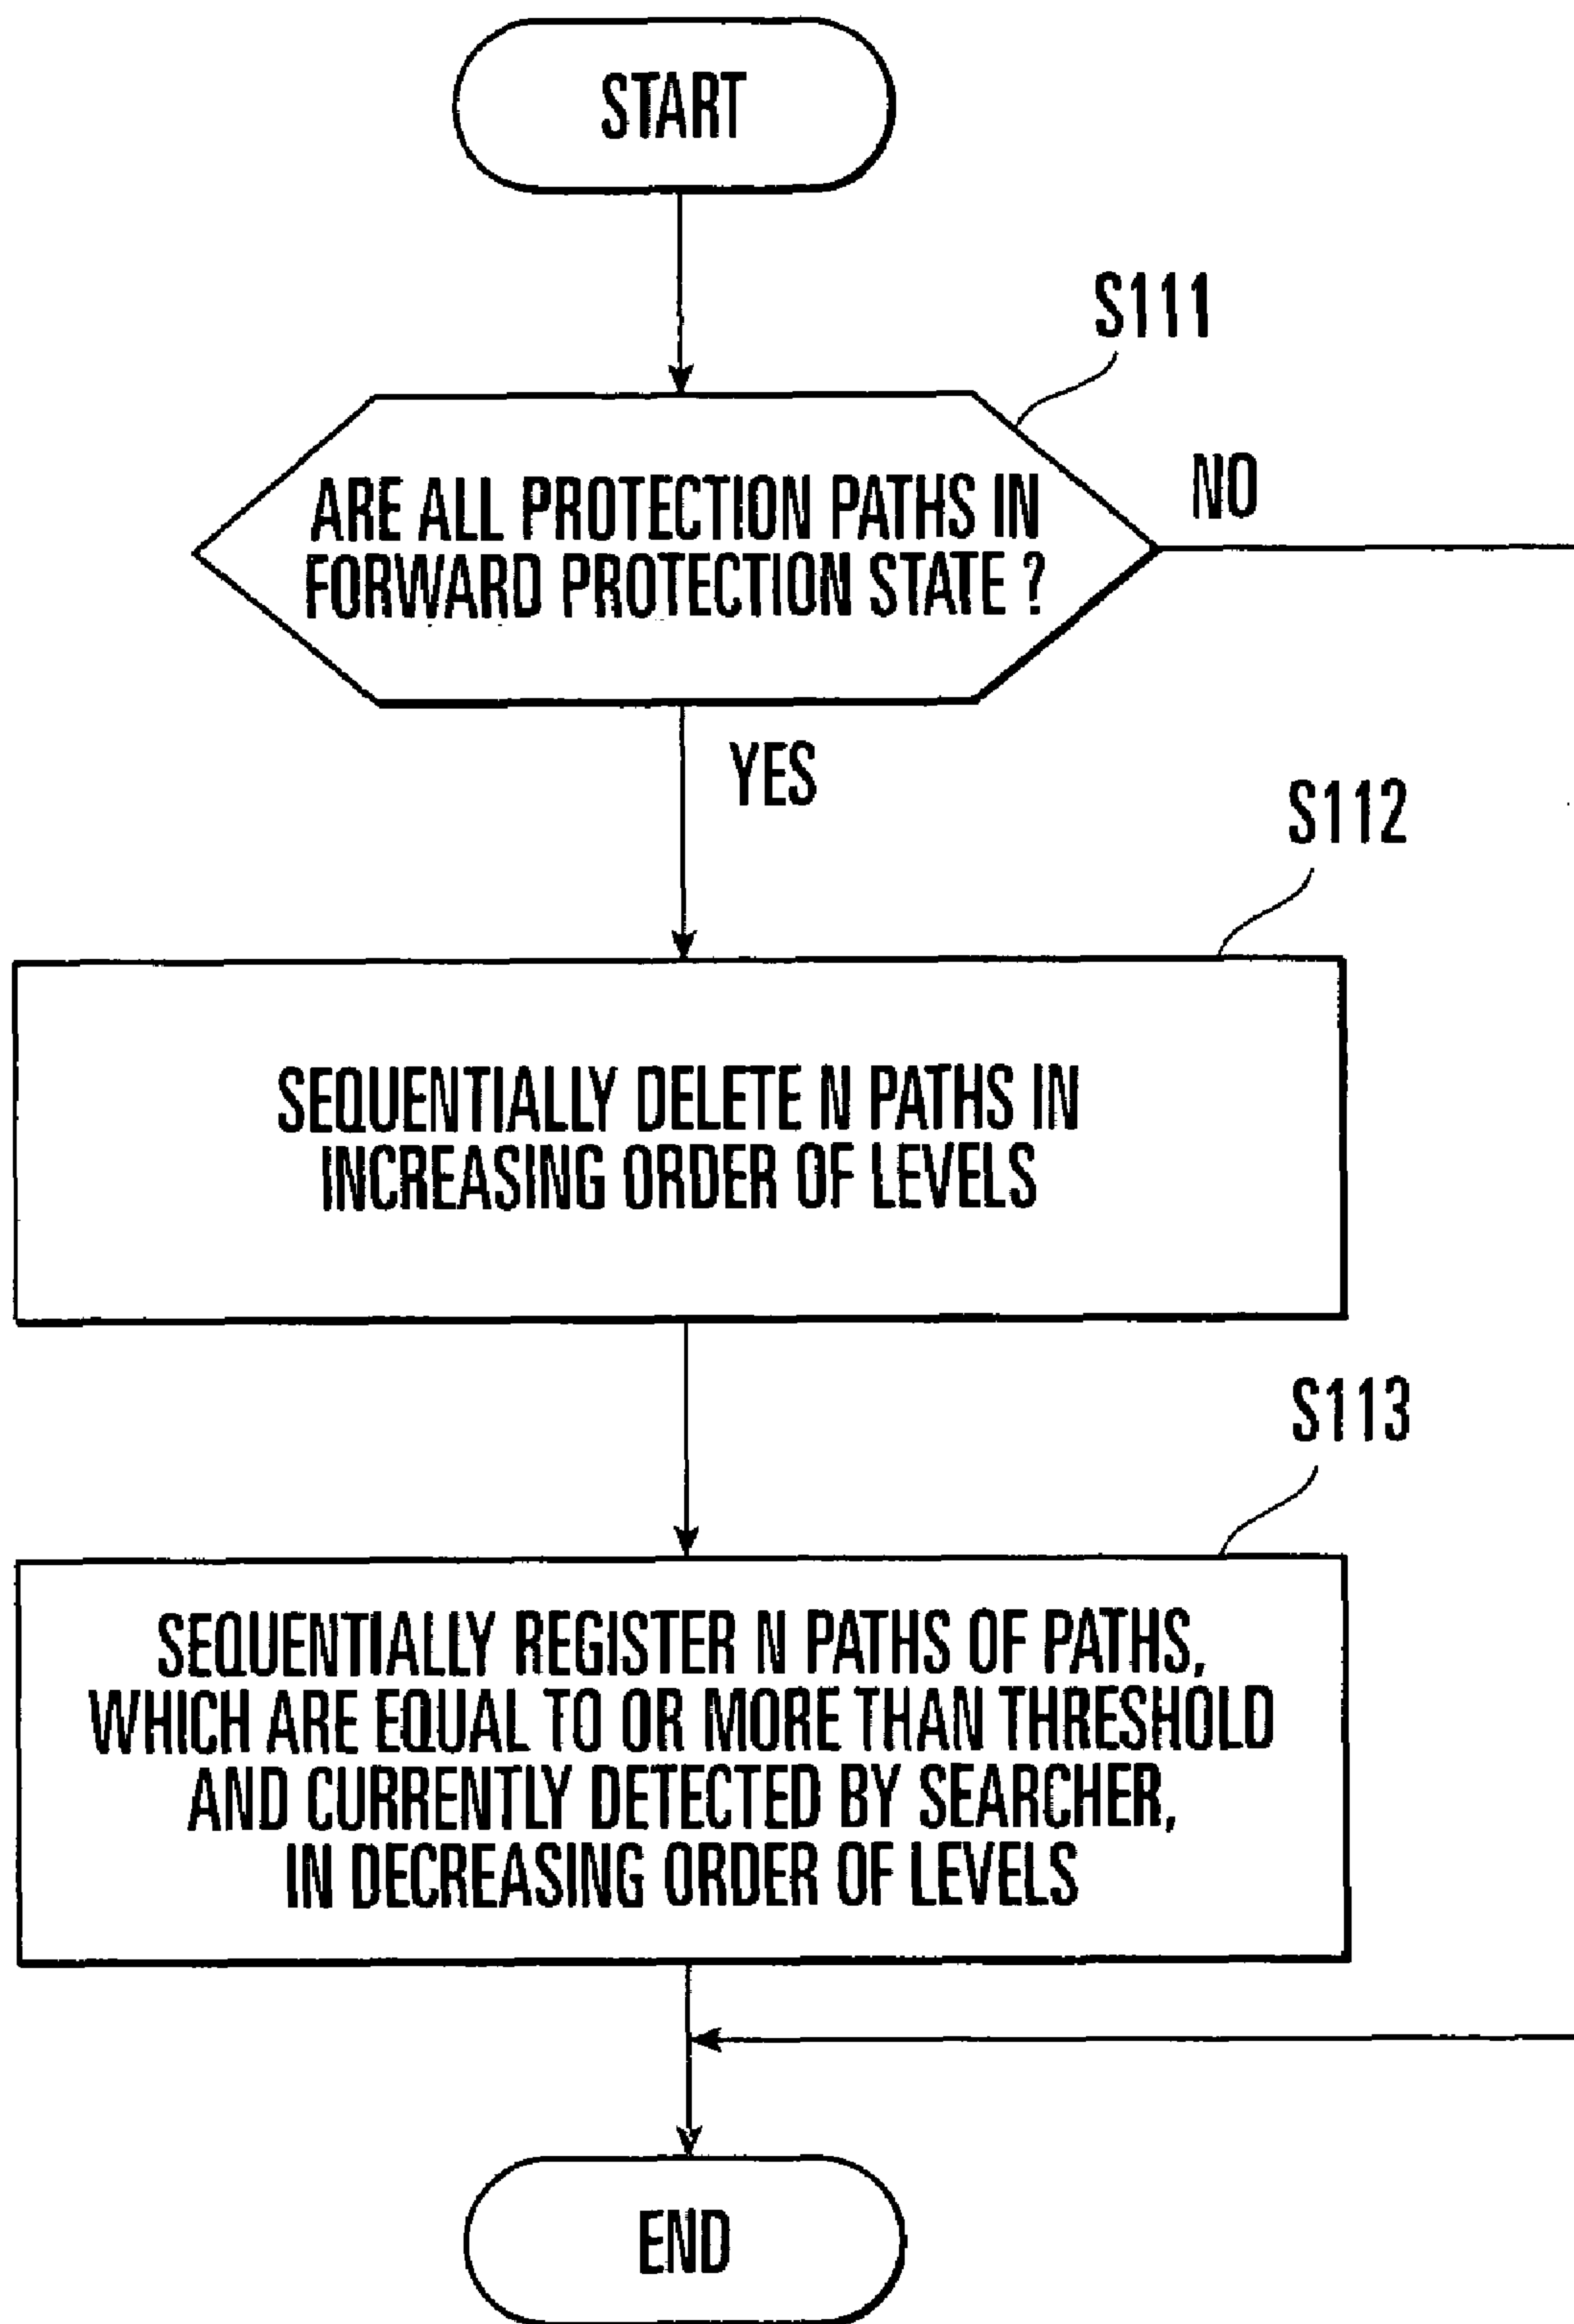 START
S111
ARE ALL PROTECTION PATHS IN
FORWARD PROTECTION STATE ?
NO
YES
S112
SEQUENTIALLY DELETE N PATHS IN
INCREASING ORDER OF LEVELS
S113
SEQUENTIALLY REGISTER N PATHS OF PATHS,
WHICH ARE EQUAL TO OR MORE THAN THRESHOLD
AND CURRENTLY DETECTED BY SEARCHER,
IN DECREASING ORDER OF LEVELS
END